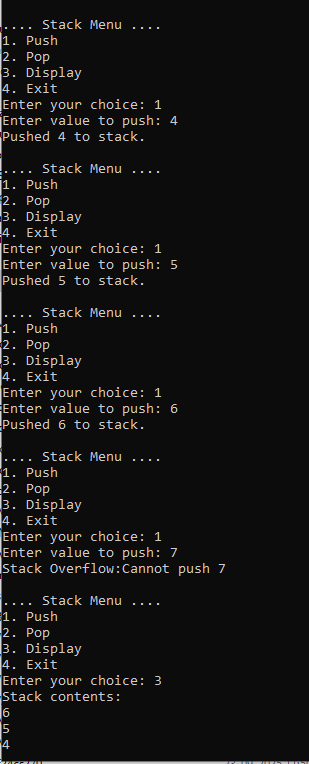 .... Stack Menu ....
1. Push
2. Pop
3. Display
4. Exit
Enter your choice: 1
Enter value to push: 4
Pushed 4 to stack.
.... Stack Menu ....
1. Push
2. Pop
3. Display
4. Exit
Enter your choice: 1
Enter value to push: 5
Pushed 5 to stack.
.... Stack Menu ....
1. Push
2. Pop
3. Display
4. Exit
Enter your choice: 1
Enter value to push: 6
Pushed 6 to stack.
.... Stack Menu ....
1. Push
2. Pop
3. Display
4. Exit
Enter your choice: 1
Enter value to push: 7
Stack Overflow:Cannot push 7
.... Stack Menu ....
1. Push
2. Pop
3. Display
4. Exit
Enter your choice: 3
Stack contents:
6
5
4